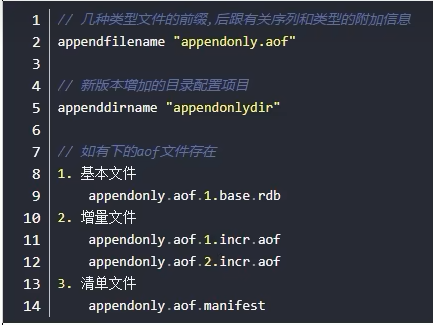 1 // 几种类型文件的前缀,后跟有关序列和类型的附加信息
2 appendfilename "appendonly.aof"
3
4 // 新版本增加的目录配置项目
5 appenddirname "appendonlydir"
6
7 // 如有下的aof文件存在
8 1. 基本文件
9 appendonly.aof.1.base.rdb
10 2. 增量文件
11 appendonly.aof.1.incr.aof
12 appendonly.aof.2.incr.aof
13 3. 清单文件
14 appendonly.aof.manifest